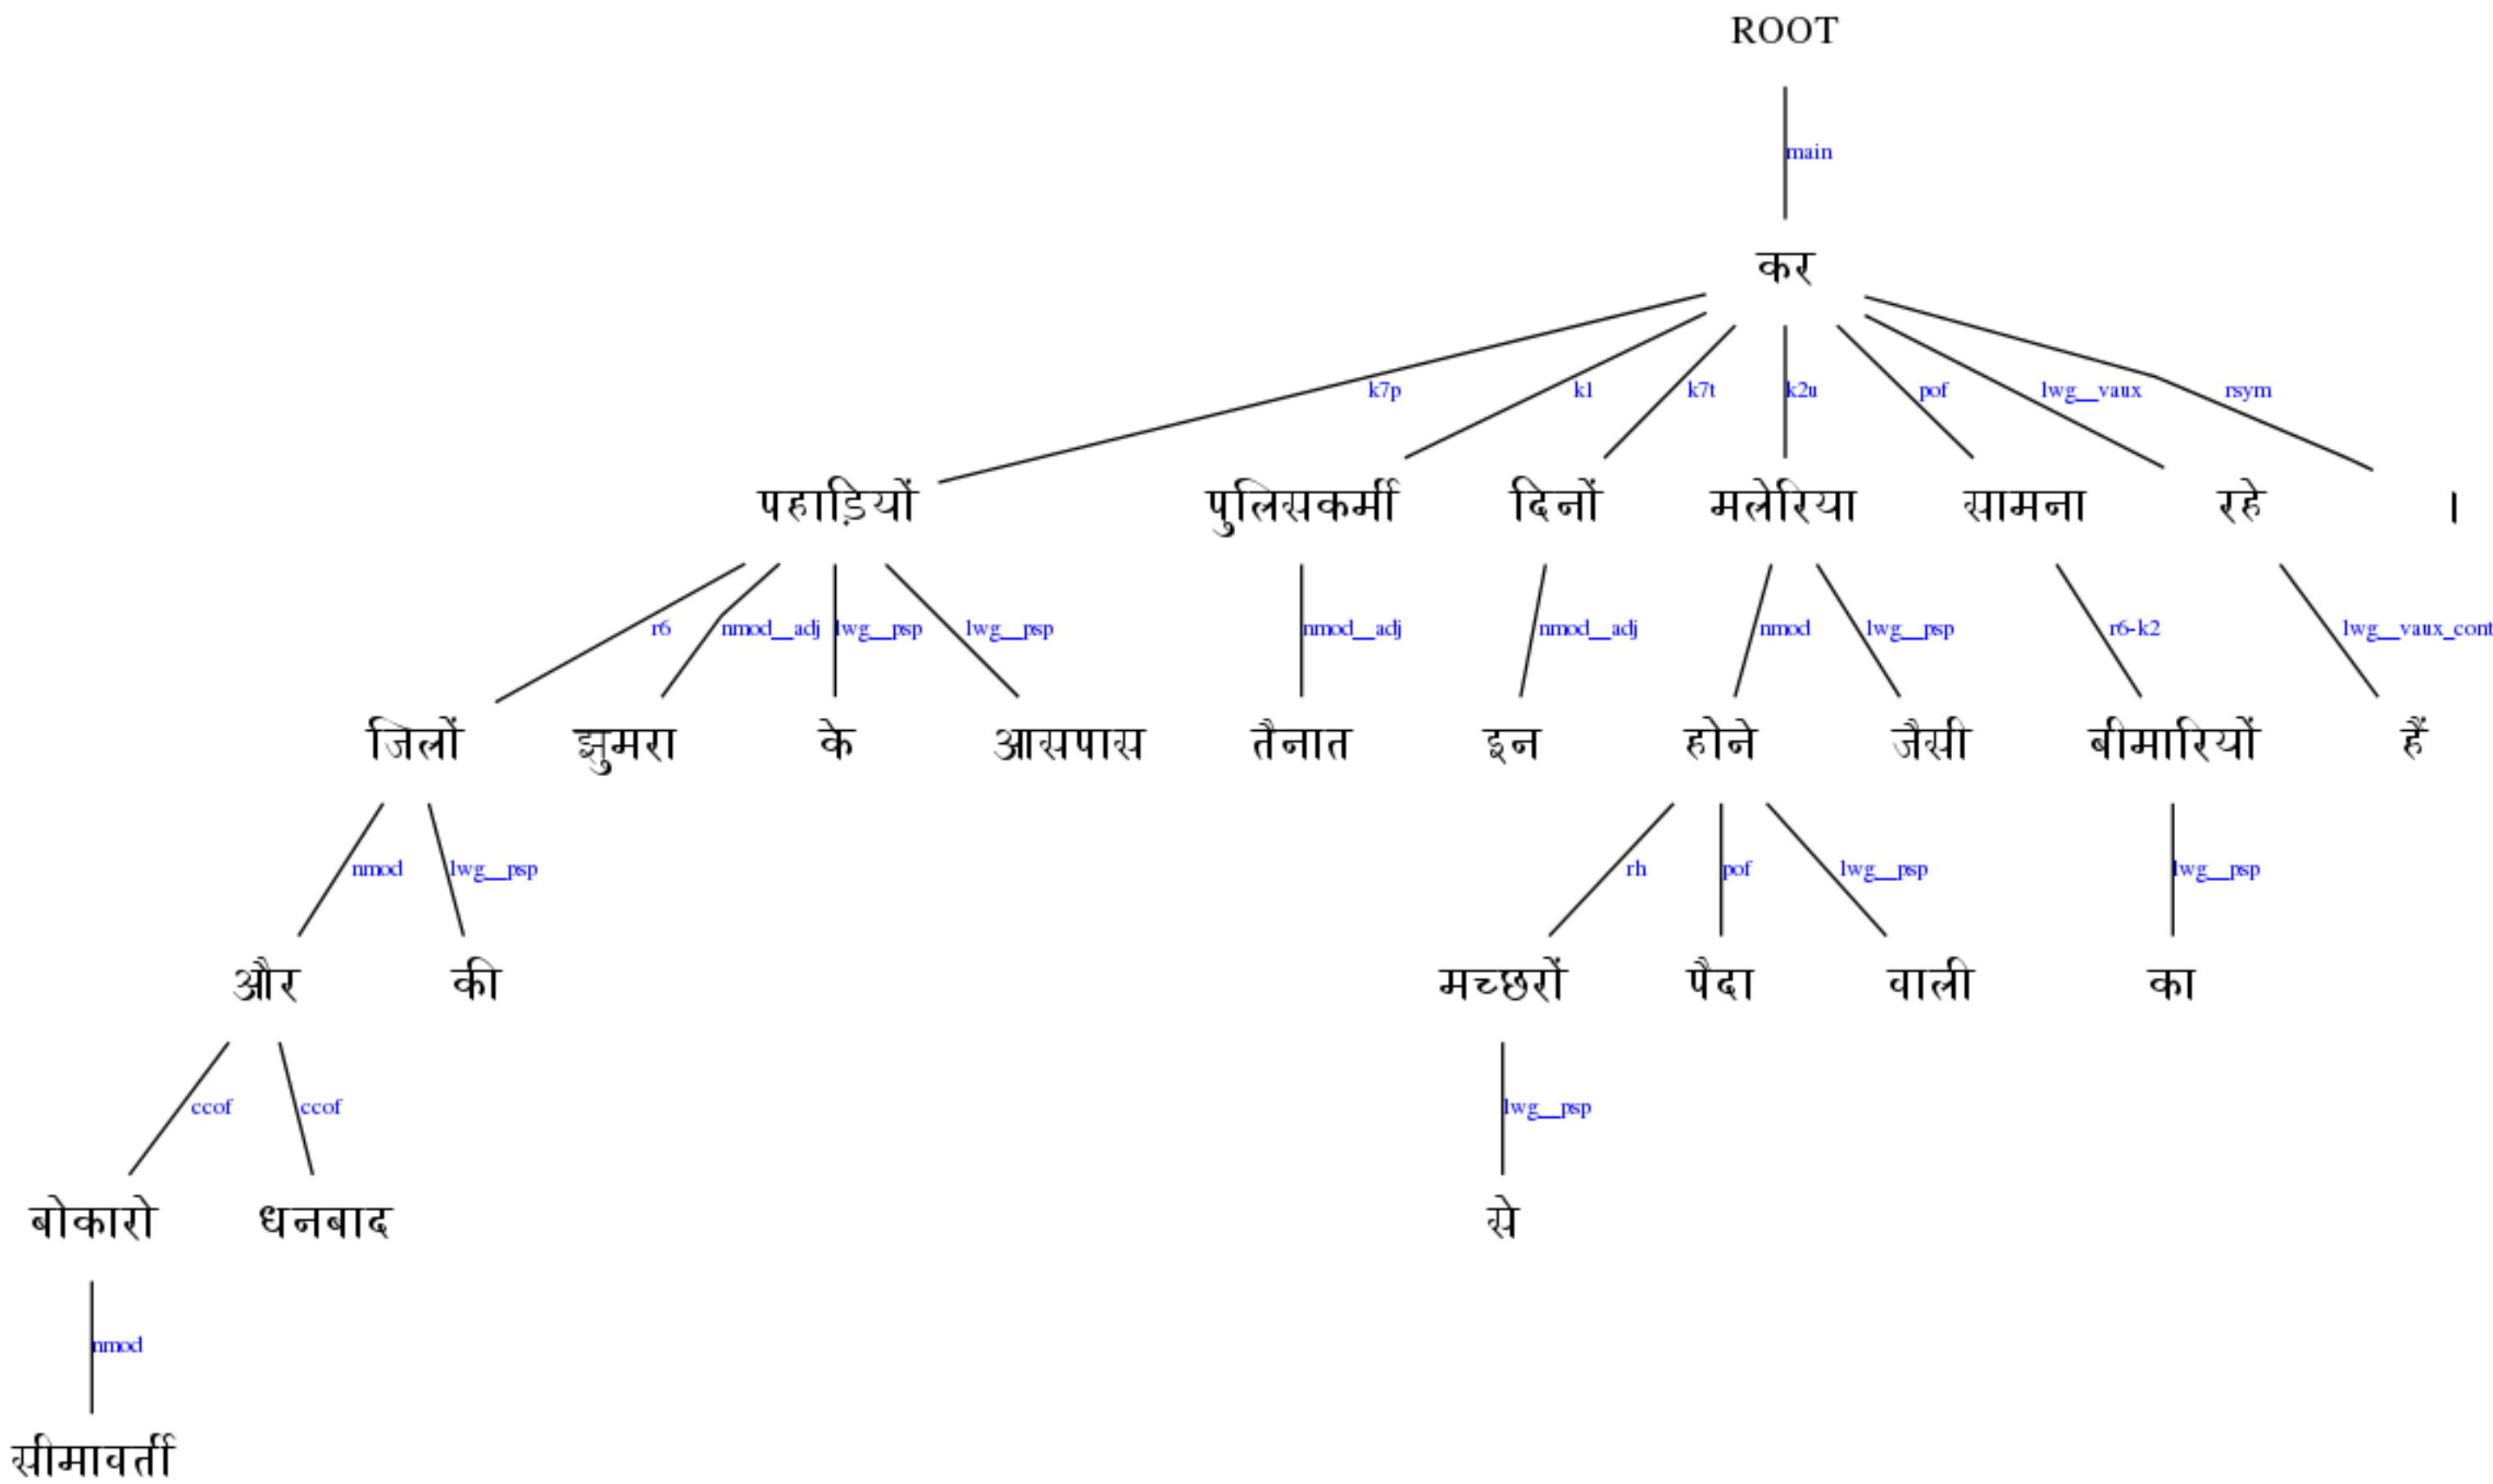 ROOT
main
कर
k7p k1 k7t k2u pof lwg__vaux rsym
पहाड़ियों पुलिसकर्मी दिनों मलेरिया सामना रहे ।
r6 nmod__adj lwg__psp lwg__psp nmod__adj nmod__adj nmod lwg__psp r6-k2 lwg__vaux_cont
जिलों झुमरा के आसपास तैनात इन होने जैसी बीमारियों हैं
nmod lwg__psp rh pof lwg__psp lwg__psp
और की मच्छरों पैदा वाली का
ccof ccof lwg__psp
बोकारो धनबाद से
nmod
सीमावर्ती